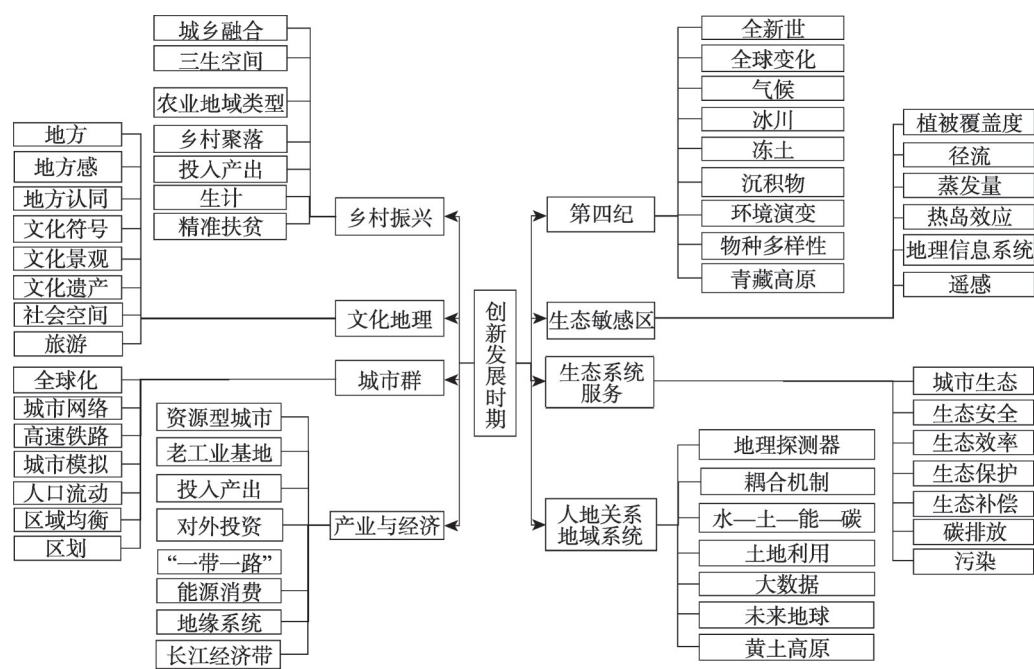 城乡融合
三生空间
农业地域类型
乡村聚落
投入产出
生计
精准扶贫
乡村振兴
地方
地方感
地方认同
文化符号
文化景观
文化遗产
社会空间
旅游
文化地理
全球化
城市网络
高速铁路
城市模拟
人口流动
区域均衡
区划
城市群
资源型城市
老工业基地
投入产出
对外投资
“一带一路”
能源消费
地缘系统
长江经济带
产业与经济
创新发展时期
第四纪
全新世
全球变化
气候
冰川
冻土
沉积物
环境演变
物种多样性
青藏高原
生态敏感区
植被覆盖度
径流
蒸发量
热岛效应
地理信息系统
遥感
生态系统
服务
城市生态
生态安全
生态效率
生态保护
生态补偿
碳排放
污染
人地关系
地域系统
地理探测器
耦合机制
水—土—能—碳
土地利用
大数据
未来地球
黄土高原